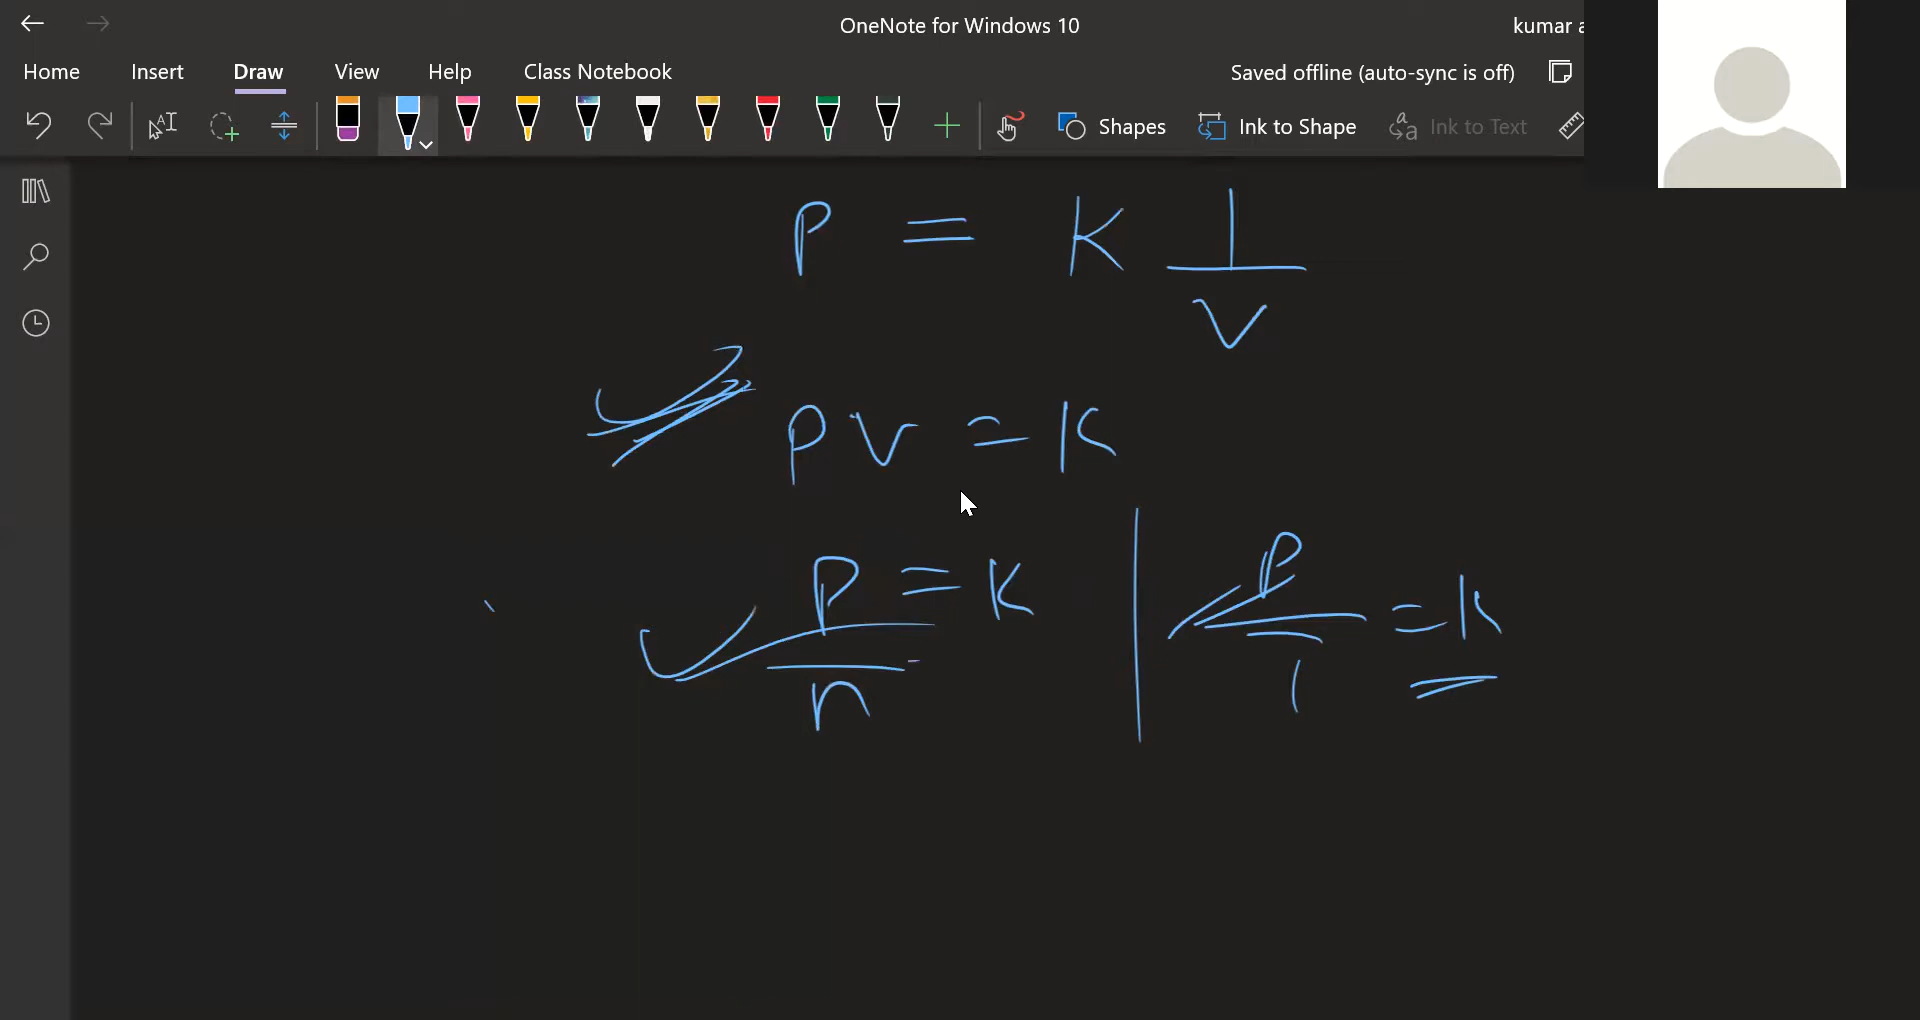 OneNote for Windows 10
kumar a
Home Insert Draw View Help Class Notebook
Saved offline (auto-sync is off)
Shapes Ink to Shape Ink to Text
P = K 1/V
PV = K
P/n = K | P/T = K